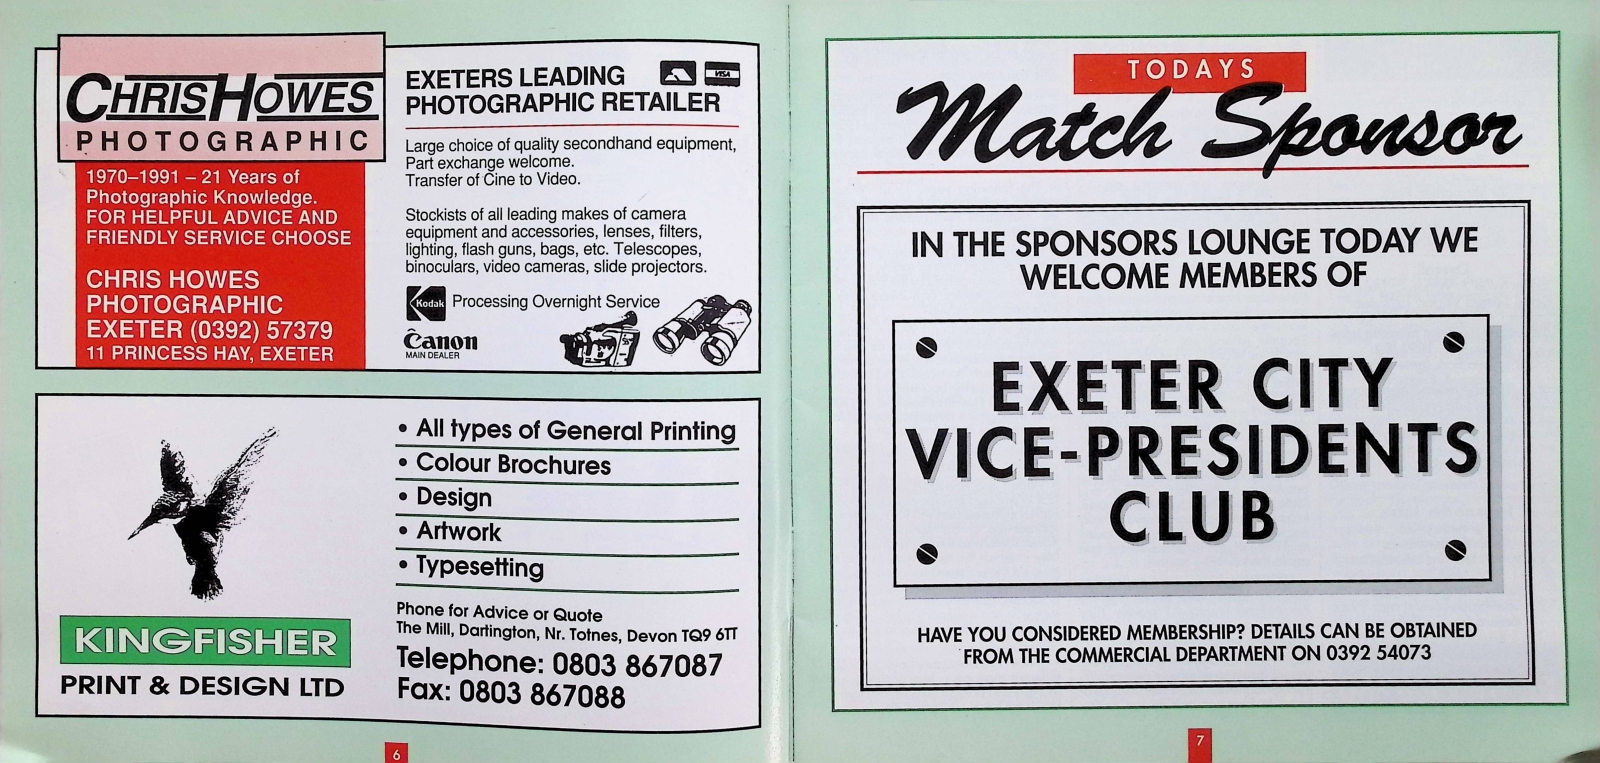 CHRIS HOWES
PHOTOGRAPHIC
1970–1991 – 21 Years of
Photographic Knowledge.
FOR HELPFUL ADVICE AND
FRIENDLY SERVICE CHOOSE
CHRIS HOWES
PHOTOGRAPHIC
EXETER (0392) 57379
11 PRINCESS HAY, EXETER
EXETERS LEADING
PHOTOGRAPHIC RETAILER
VISA
Large choice of quality secondhand equipment,
Part exchange welcome.
Transfer of Cine to Video.
Stockists of all leading makes of camera
equipment and accessories, lenses, filters,
lighting, flash guns, bags, etc. Telescopes,
binoculars, video cameras, slide projectors.
Kodak
Processing Overnight Service
Canon
MAIN DEALER
KINGFISHER
PRINT & DESIGN LTD
• All types of General Printing
• Colour Brochures
• Design
• Artwork
• Typesetting
Phone for Advice or Quote
The Mill, Dartington, Nr. Totnes, Devon TQ9 6TT
Telephone: 0803 867087
Fax: 0803 867088
6
TODAYS
Match Sponsor
IN THE SPONSORS LOUNGE TODAY WE
WELCOME MEMBERS OF
EXETER CITY
VICE-PRESIDENTS
CLUB
HAVE YOU CONSIDERED MEMBERSHIP? DETAILS CAN BE OBTAINED
FROM THE COMMERCIAL DEPARTMENT ON 0392 54073
7